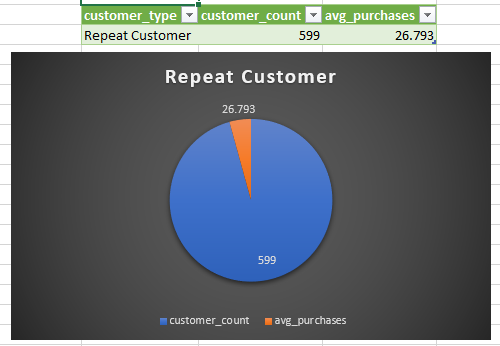 customer_type customer_count avg_purchases
Repeat Customer 599 26.793
Repeat Customer
26.793
599
customer_count avg_purchases